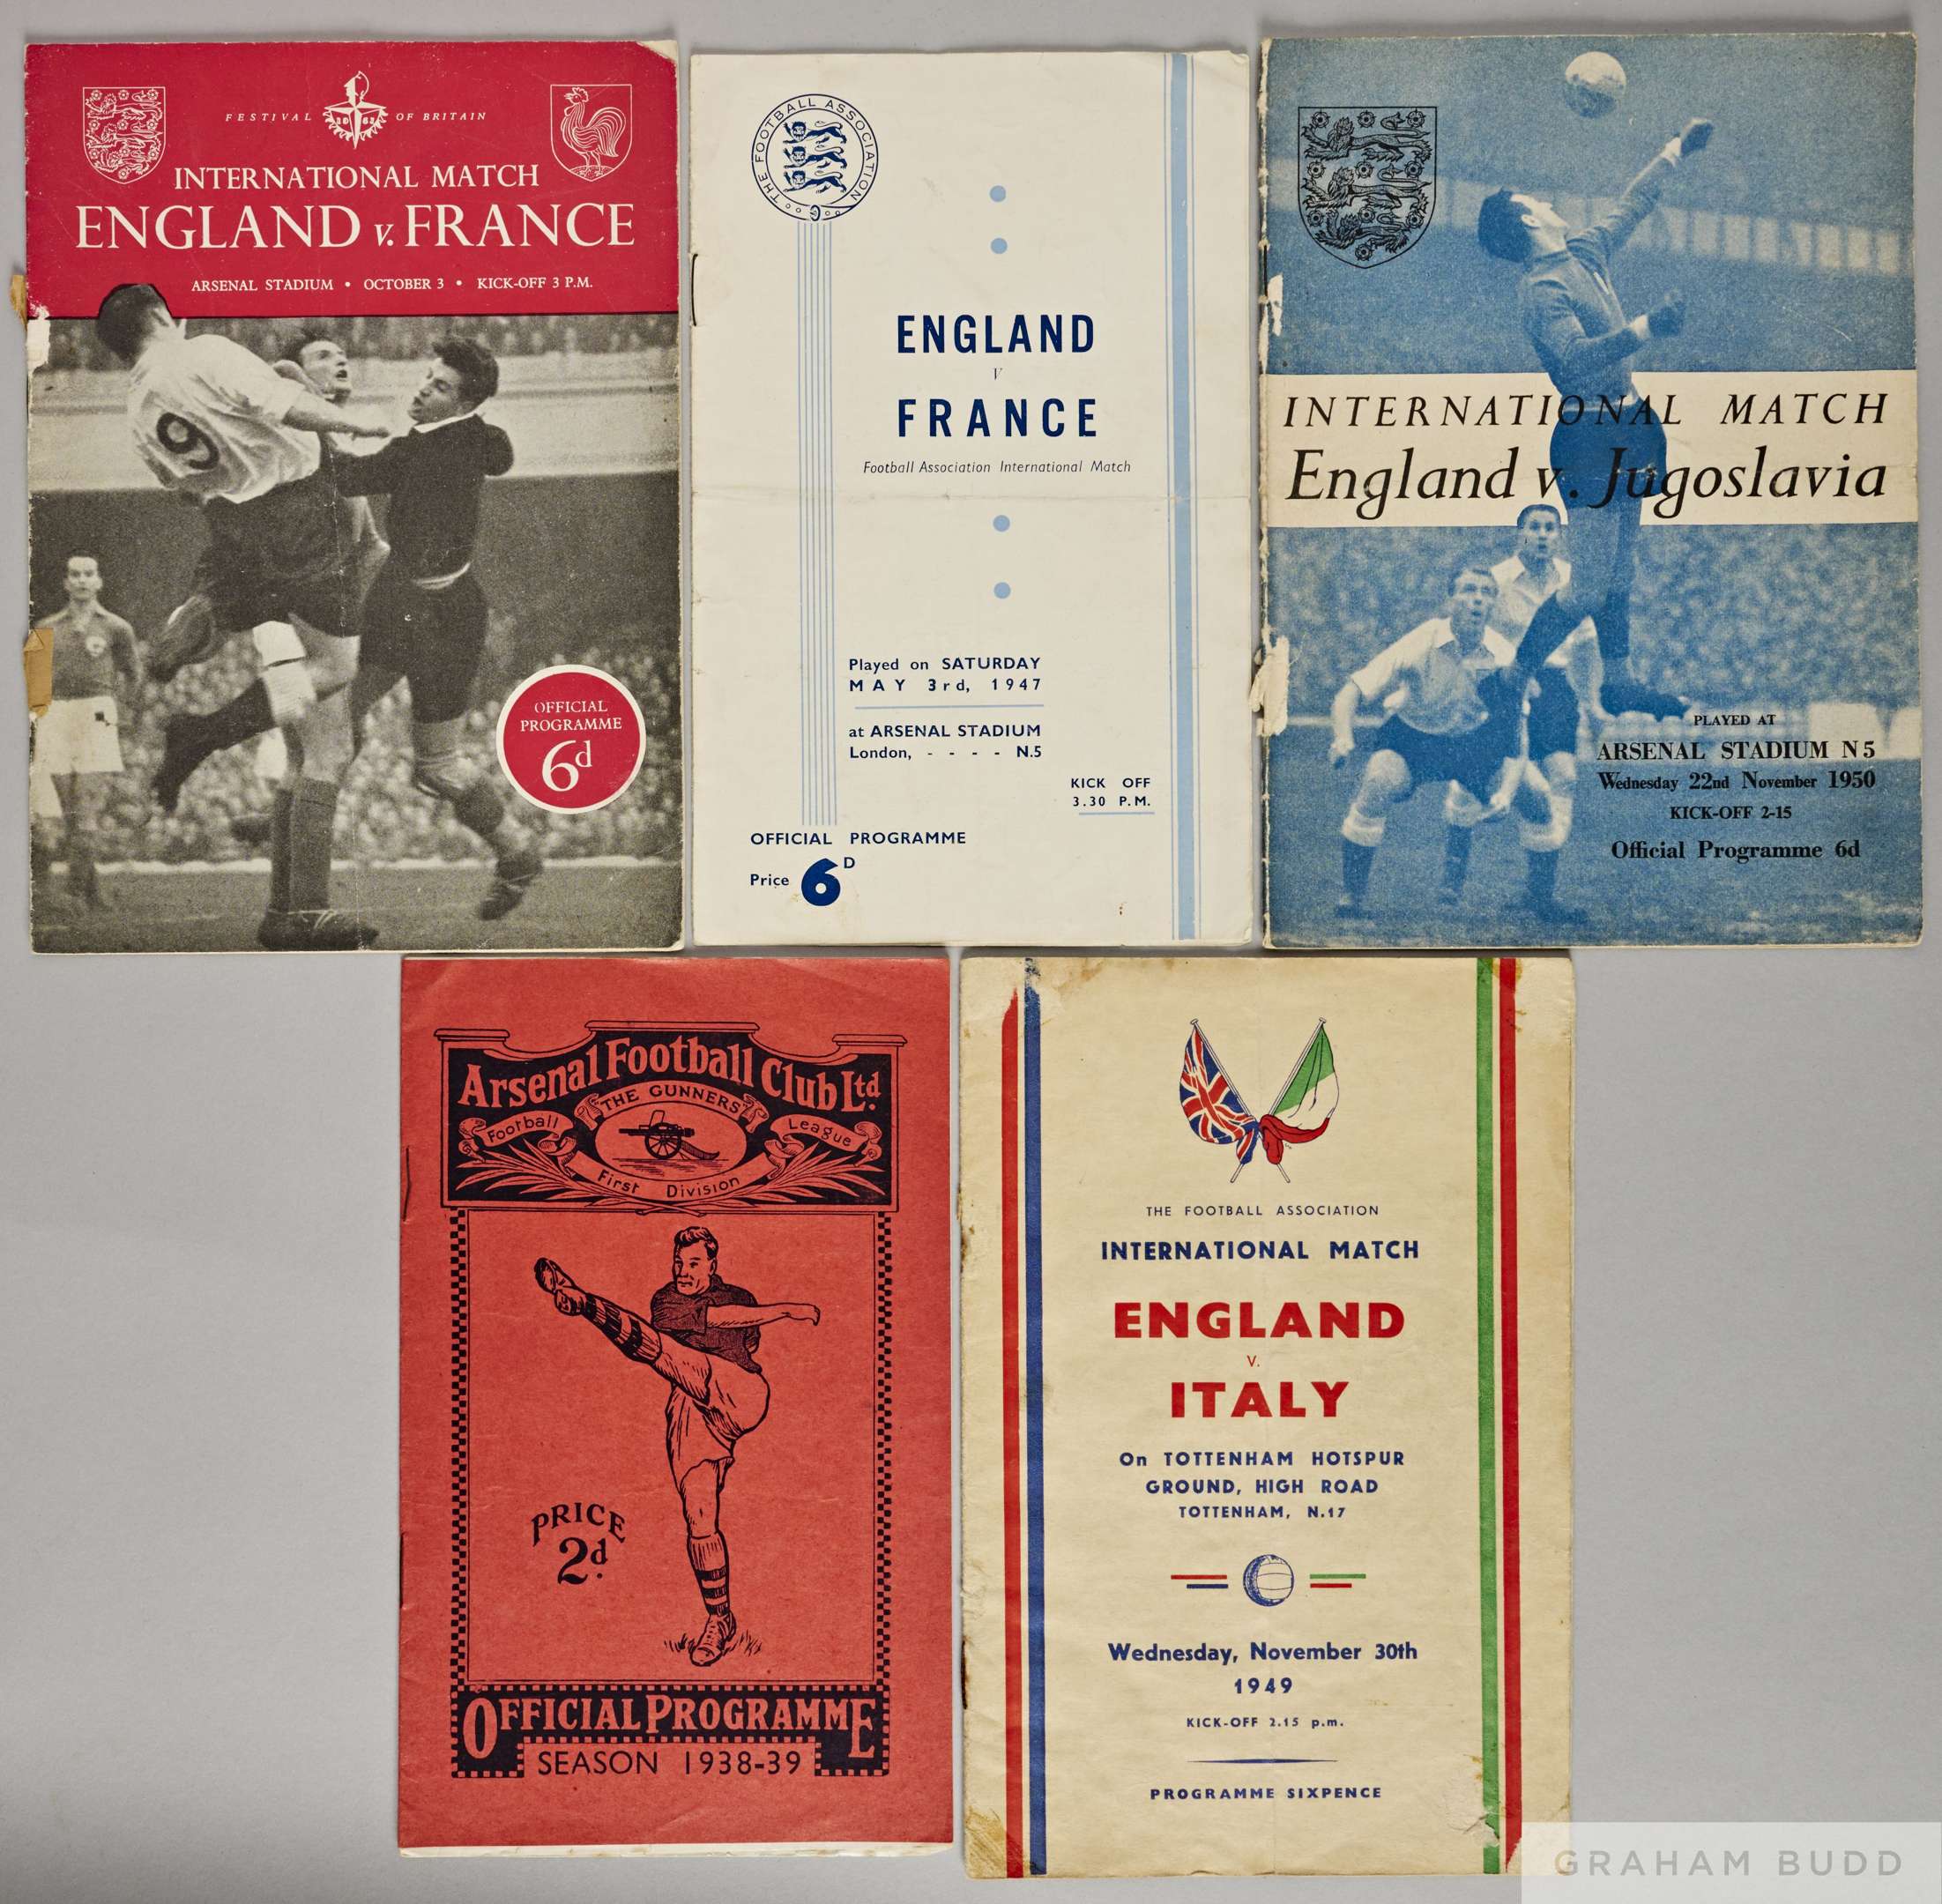 FESTIVAL OF BRITAIN
INTERNATIONAL MATCH
ENGLAND v. FRANCE
ARSENAL STADIUM • OCTOBER 3 • KICK-OFF 3 P.M.
9
OFFICIAL
PROGRAMME
6d
THE FOOTBALL ASSOCIATION
ENGLAND
V
FRANCE
Football Association International Match
Played on SATURDAY
MAY 3rd, 1947
at ARSENAL STADIUM
London, - - - - N.5
KICK OFF
3.30 P.M.
OFFICIAL PROGRAMME
Price 6D
INTERNATIONAL MATCH
England v. Jugoslavia
PLAYED AT
ARSENAL STADIUM N5
Wednesday 22nd November 1950
KICK-OFF 2-15
Official Programme 6d
Arsenal Football Club Ltd.
THE GUNNERS
Football League
First Division
PRICE
2d.
OFFICIAL PROGRAMME
SEASON 1938-39
THE FOOTBALL ASSOCIATION
INTERNATIONAL MATCH
ENGLAND
V.
ITALY
On TOTTENHAM HOTSPUR
GROUND, HIGH ROAD
TOTTENHAM, N.17
Wednesday, November 30th
1949
KICK-OFF 2.15 p.m.
PROGRAMME SIXPENCE
GRAHAM BUDD